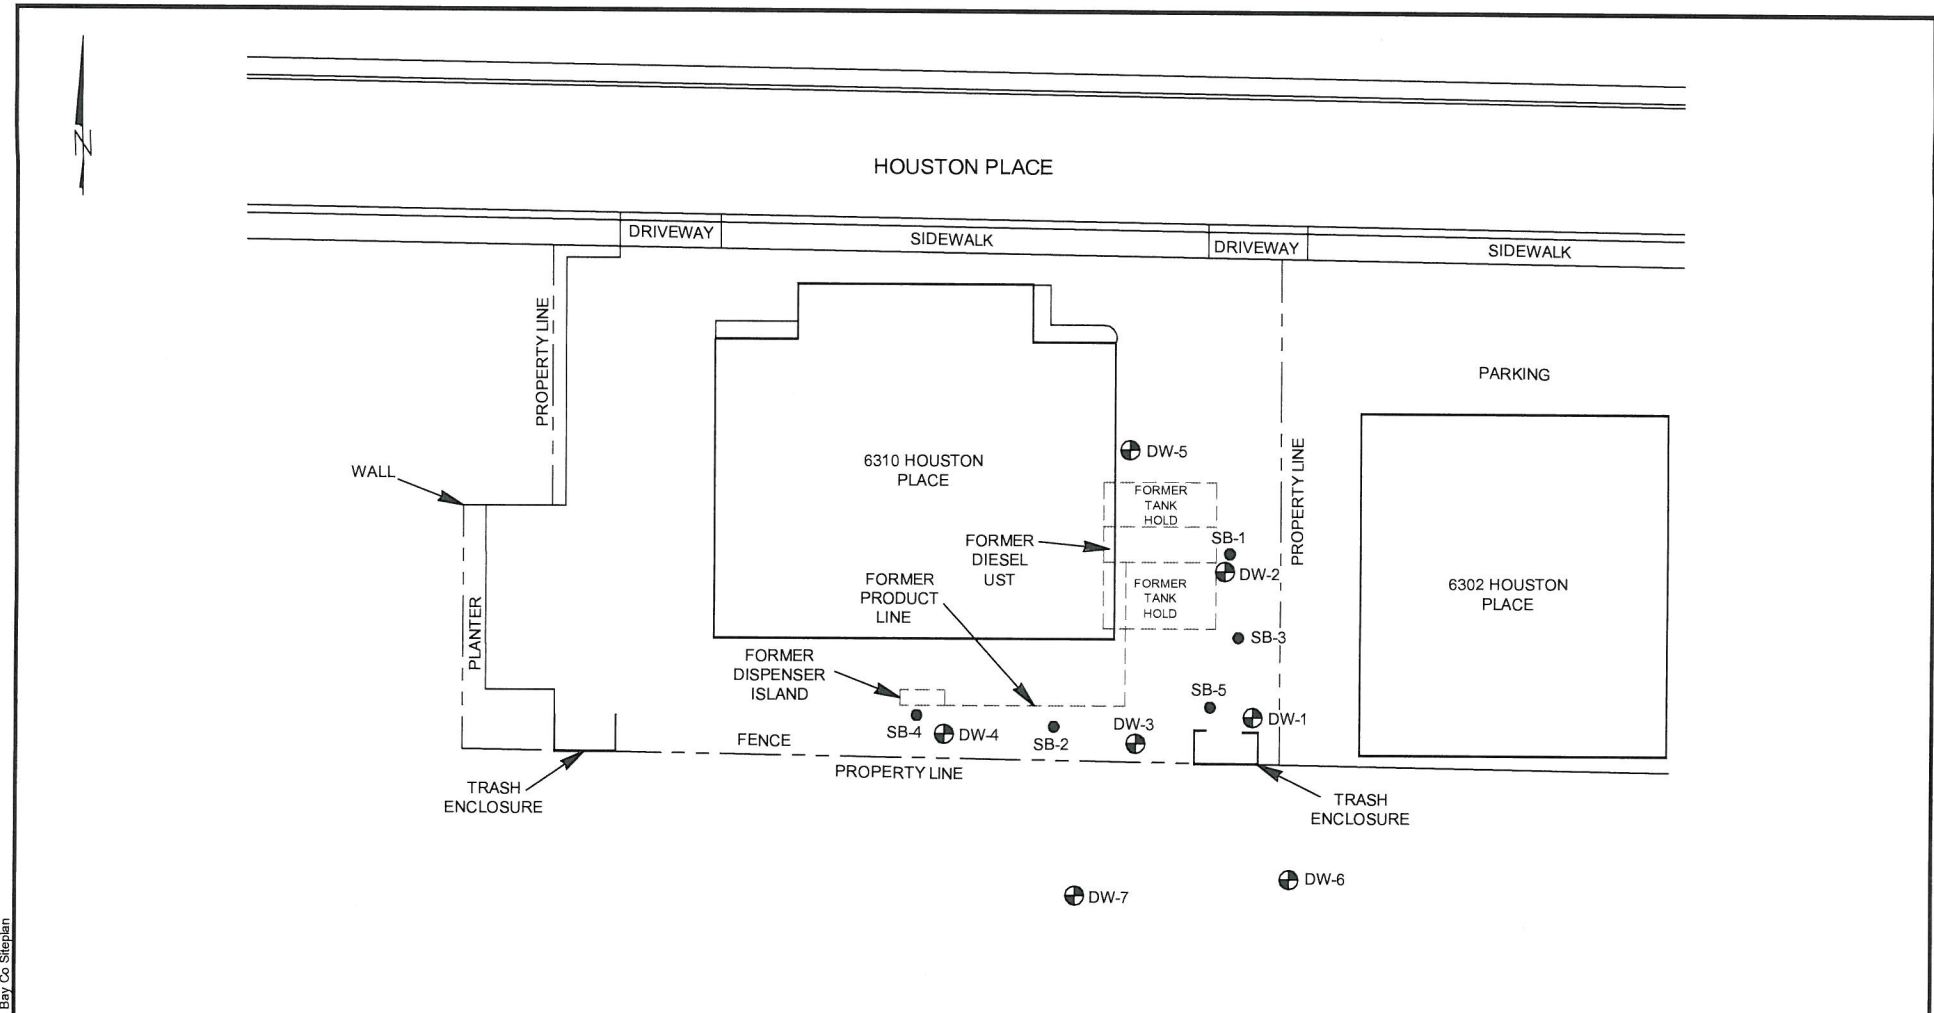 N
HOUSTON PLACE
DRIVEWAY
SIDEWALK
DRIVEWAY
SIDEWALK
PROPERTY LINE
PARKING
WALL
6310 HOUSTON
PLACE
DW-5
PROPERTY LINE
FORMER
TANK
HOLD
FORMER
DIESEL
UST
SB-1
DW-2
FORMER
PRODUCT
LINE
FORMER
TANK
HOLD
6302 HOUSTON
PLACE
PLANTER
SB-3
FORMER
DISPENSER
ISLAND
SB-5
SB-4
DW-4
SB-2
DW-3
DW-1
FENCE
PROPERTY LINE
TRASH
ENCLOSURE
TRASH
ENCLOSURE
DW-7
DW-6
Bay Co Siteplan